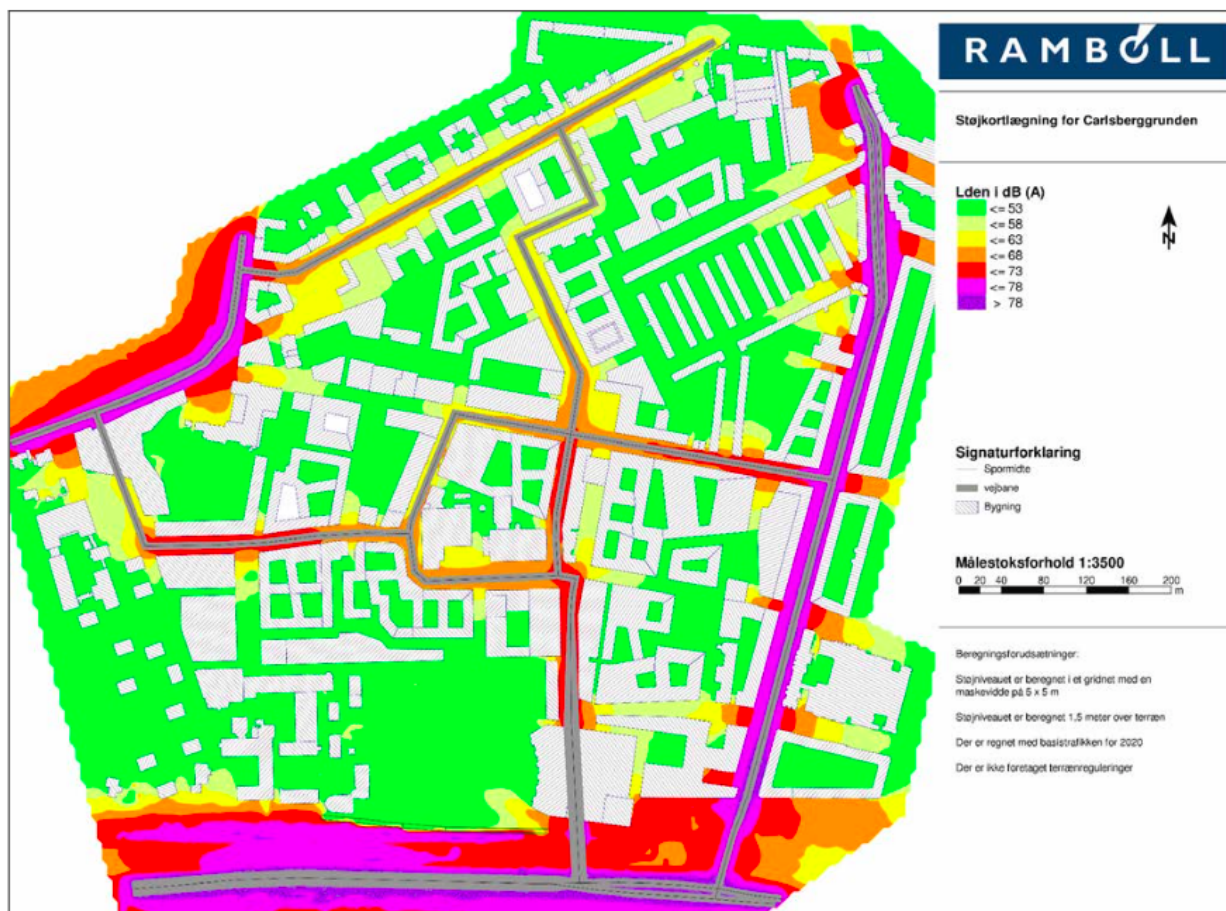 RAMBOLL
Støjkortlægning for Carlsberggrunden
Lden i dB (A)
<= 53
<= 58
<= 63
<= 68
<= 73
<= 78
> 78
N
Signaturforklaring
Spormidte
vejbane
Bygning
Målestoksforhold 1:3500
0 20 40 80 120 160 200
m
Beregningsforudsætninger:
Støjniveauet er beregnet i et gridnet med en
maskevidde på 5 x 5 m
Støjniveauet er beregnet 1,5 meter over terræn
Der er regnet med basistrafikken for 2020
Der er ikke foretaget terrænreguleringer